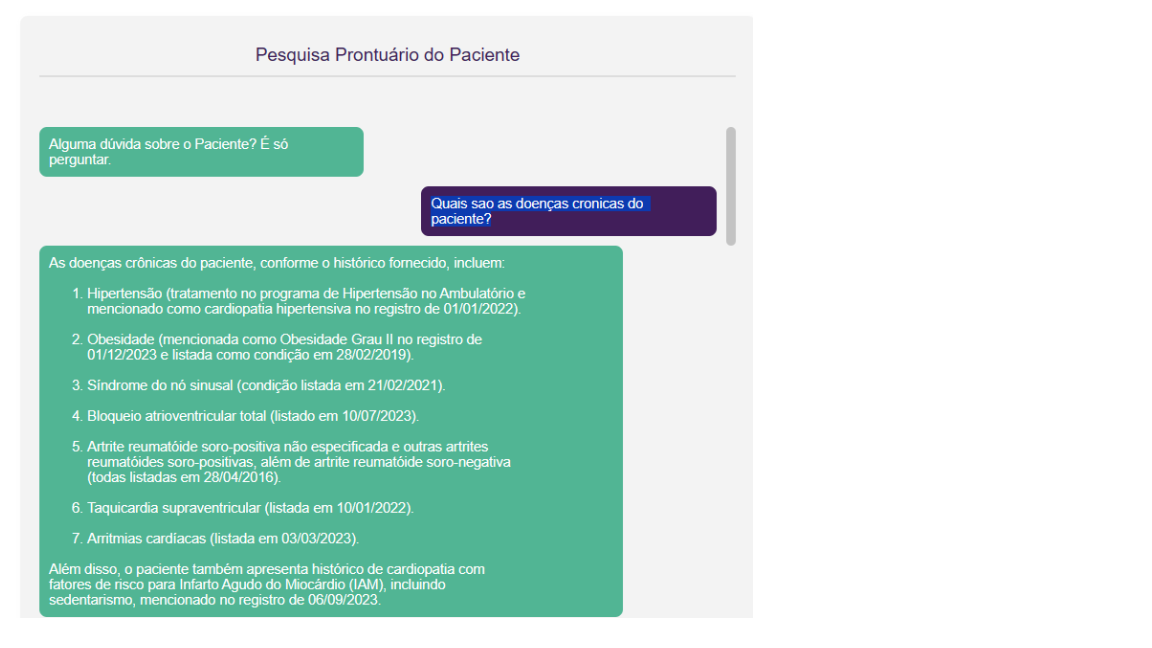 Pesquisa Prontuário do Paciente
Alguma dúvida sobre o Paciente? É só
perguntar.
Quais sao as doenças cronicas do
paciente?
As doenças crônicas do paciente, conforme o histórico fornecido, incluem:
1. Hipertensão (tratamento no programa de Hipertensão no Ambulatório e
mencionado como cardiopatia hipertensiva no registro de 01/01/2022).
2. Obesidade (mencionada como Obesidade Grau II no registro de
01/12/2023 e listada como condição em 28/02/2019).
3. Síndrome do nó sinusal (condição listada em 21/02/2021).
4. Bloqueio atrioventricular total (listado em 10/07/2023).
5. Artrite reumatóide soro-positiva não especificada e outras artrites
reumatóides soro-positivas, além de artrite reumatóide soro-negativa
(todas listadas em 28/04/2016).
6. Taquicardia supraventricular (listada em 10/01/2022).
7. Arritmias cardíacas (listada em 03/03/2023).
Além disso, o paciente também apresenta histórico de cardiopatia com
fatores de risco para Infarto Agudo do Miocárdio (IAM), incluindo
sedentarismo, mencionado no registro de 06/09/2023.